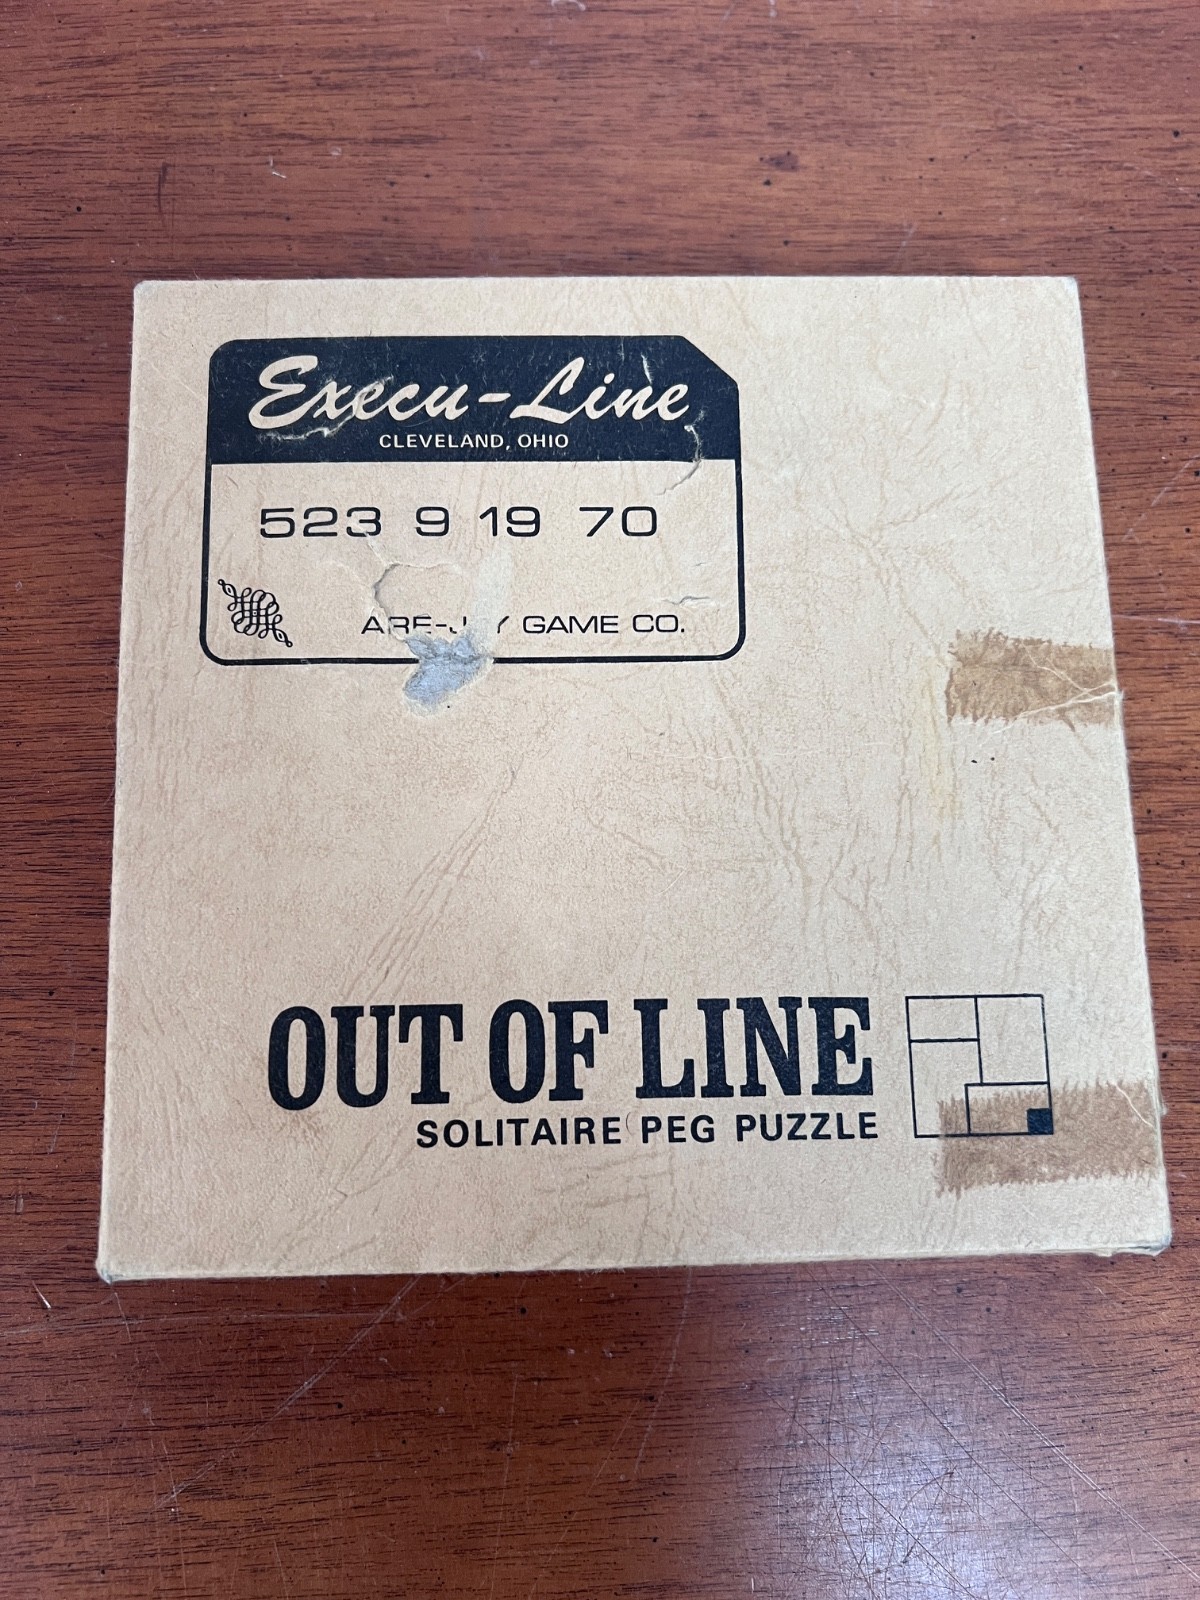 Execu-Line
CLEVELAND, OHIO
523 9 19 70
GAME CO.
OUT OF LINE
SOLITAIRE PEG PUZZLE